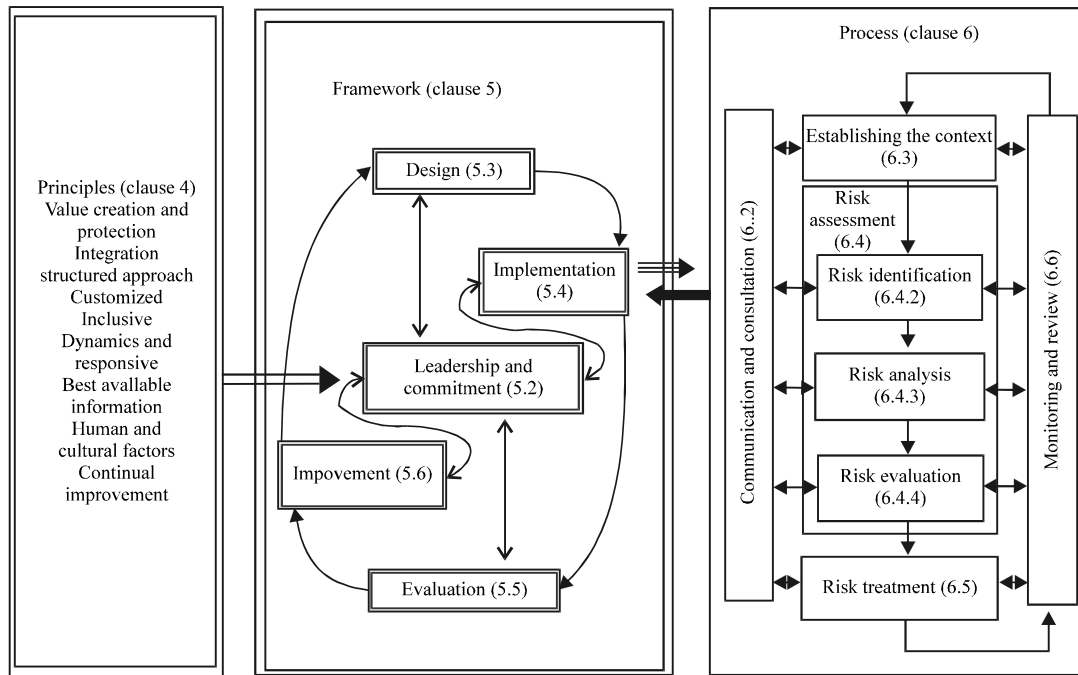 Principles (clause 4)
Value creation and
protection
Integration
structured approach
Customized
Inclusive
Dynamics and
responsive
Best available
information
Human and
cultural factors
Continual
improvement
Framework (clause 5)
Design (5.3)
Implementation
(5.4)
Leadership and
commitment (5.2)
Impovement (5.6)
Evaluation (5.5)
Process (clause 6)
Communication and consultation (6..2)
Establishing the context
(6.3)
Risk
assessment
(6.4)
Risk identification
(6.4.2)
Risk analysis
(6.4.3)
Risk evaluation
(6.4.4)
Risk treatment (6.5)
Monitoring and review (6.6)